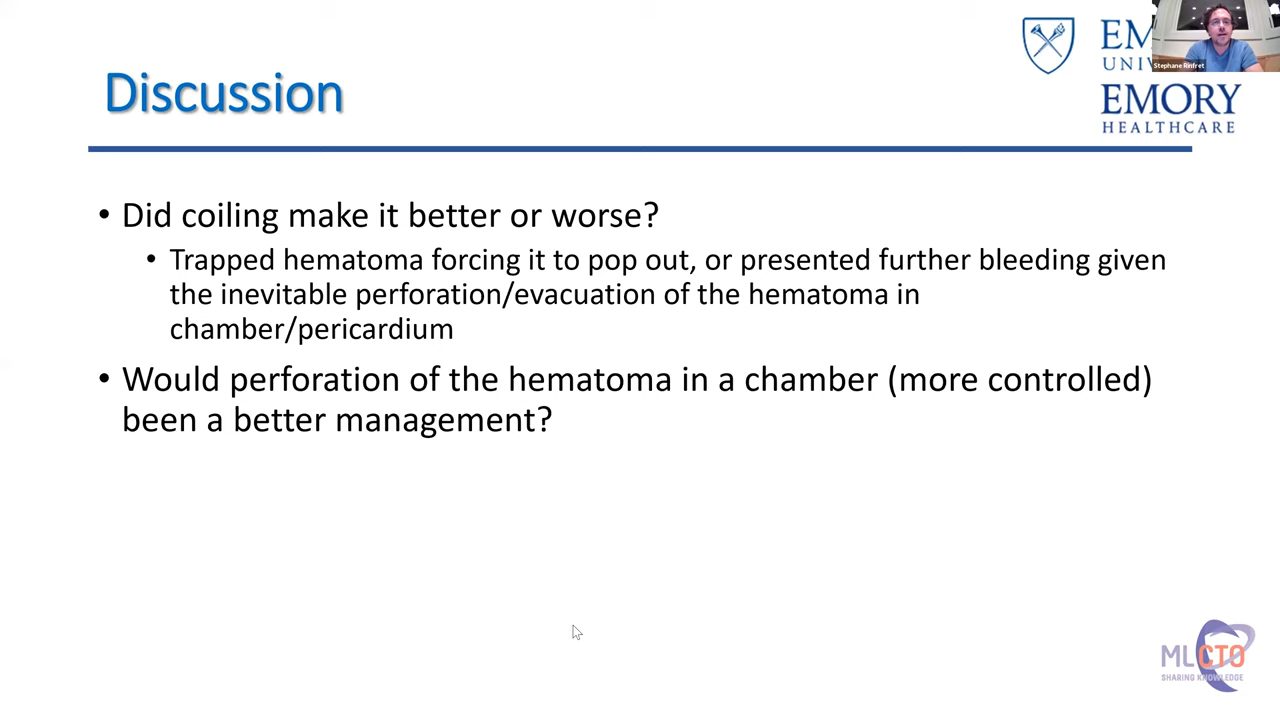 Discussion
EM
UNIV
EMORY
HEALTHCARE
Stephane Rinfret
• Did coiling make it better or worse?
• Trapped hematoma forcing it to pop out, or presented further bleeding given
the inevitable perforation/evacuation of the hematoma in
chamber/pericardium
• Would perforation of the hematoma in a chamber (more controlled)
been a better management?
MLCTO
SHARING KNOWLEDGE